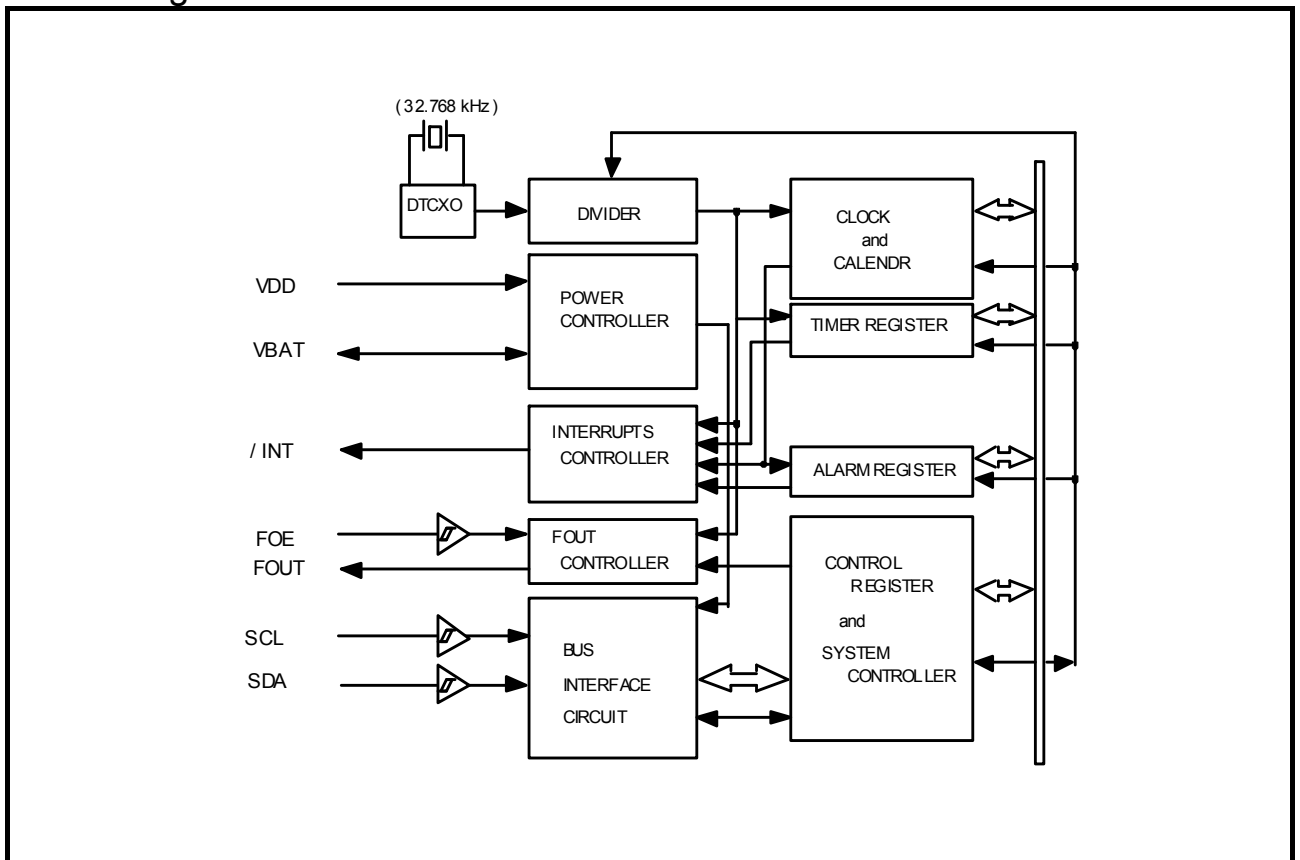 (32.768 kHz)
DTCXO
DIVIDER
CLOCK
and
CALENDR
VDD
POWER
CONTROLLER
TIMER REGISTER
VBAT
/ INT
INTERRUPTS
CONTROLLER
ALARM REGISTER
FOE
FOUT
FOUT
CONTROLLER
CONTROL
REGISTER
and
SYSTEM
CONTROLLER
SCL
SDA
BUS
INTERFACE
CIRCUIT